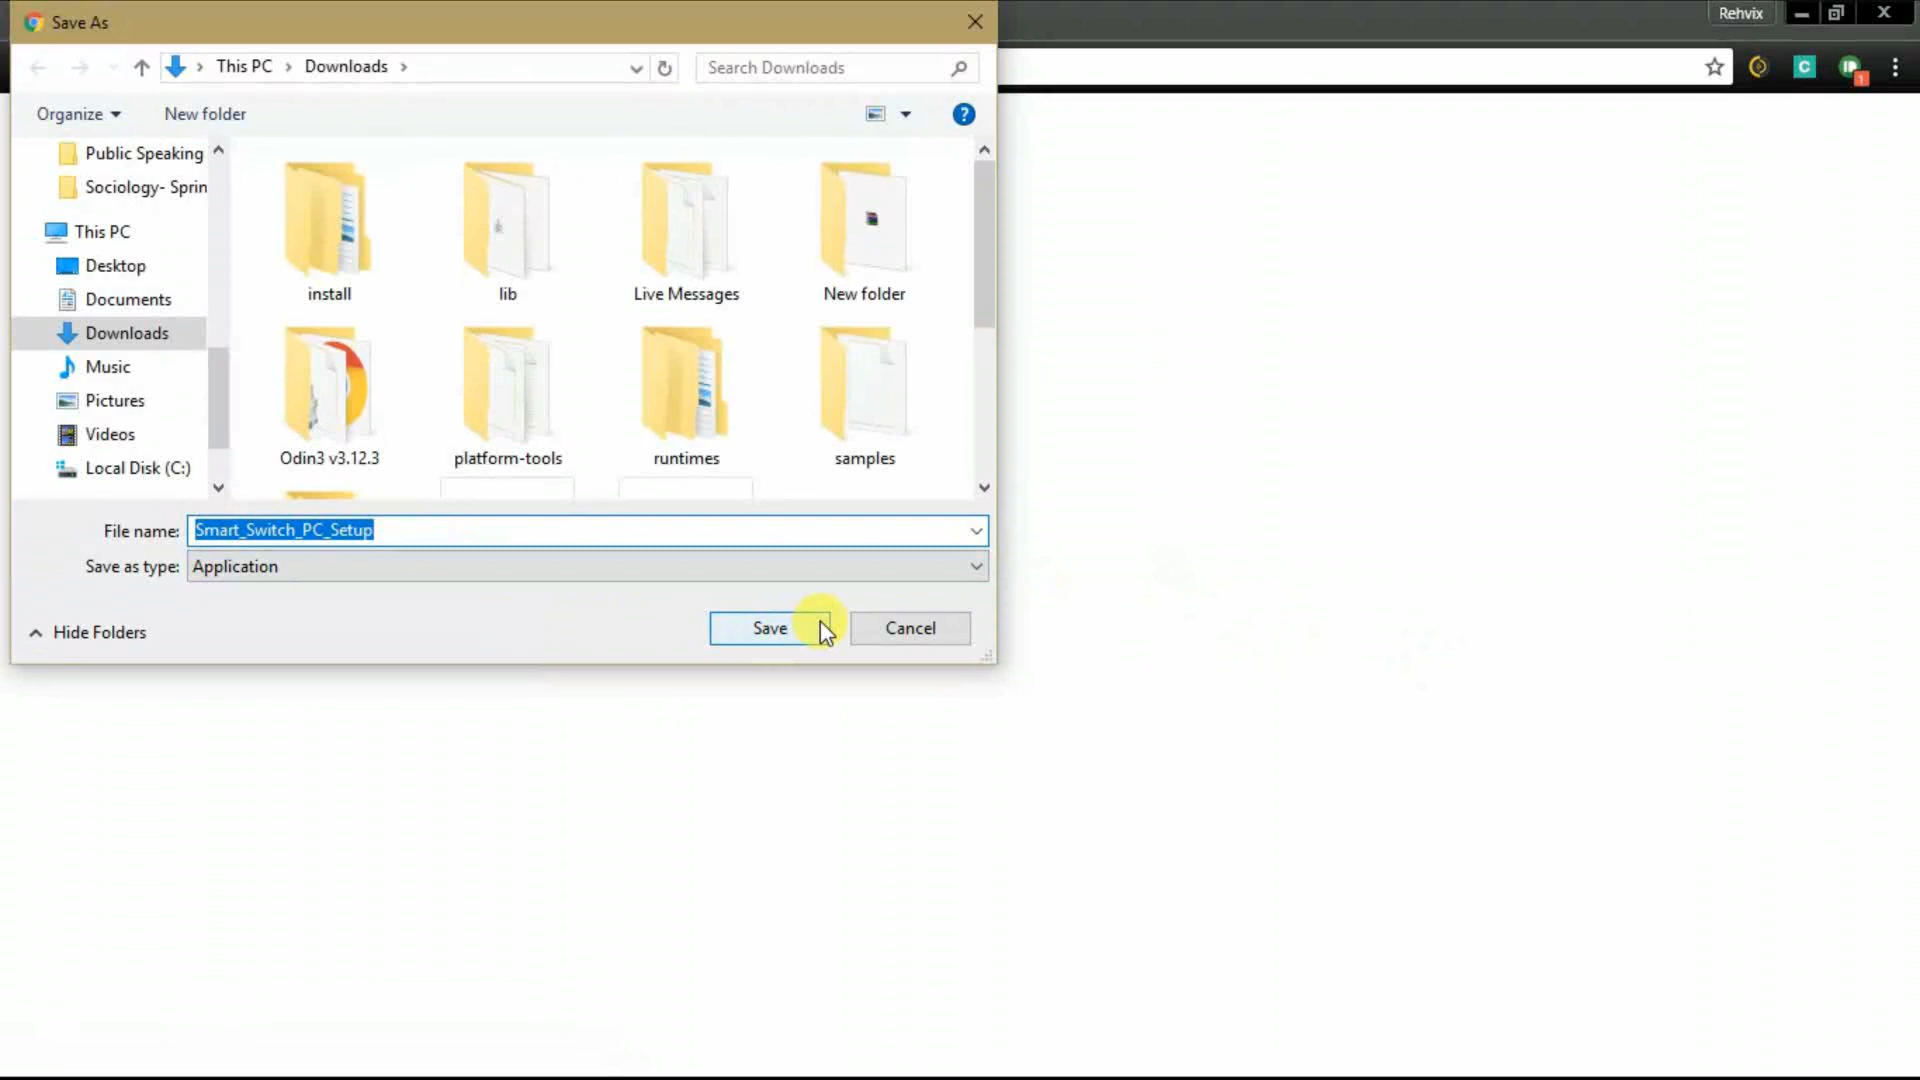 Save As
Rehvix
This PC
Downloads
Search Downloads
C
1
Organize
New folder
?
Public Speaking
Sociology- Sprin
This PC
Desktop
Documents
Downloads
Music
Pictures
Videos
Local Disk (C:)
install
lib
Live Messages
New folder
Odin3 v3.12.3
platform-tools
runtimes
samples
File name: Smart_Switch_PC_Setup
Save as type: Application
Hide Folders
Save
Cancel